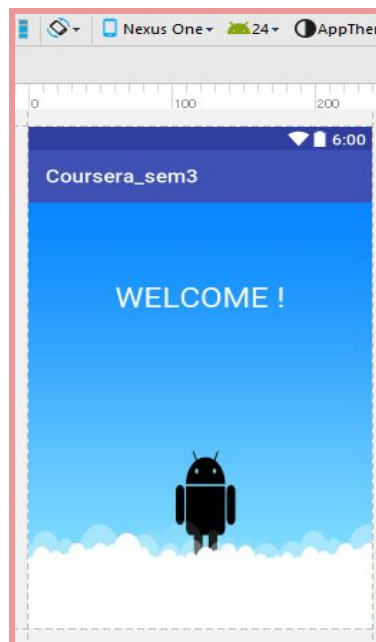 Nexus One 24 AppTher
0 100 200
6:00
Coursera_sem3
WELCOME !